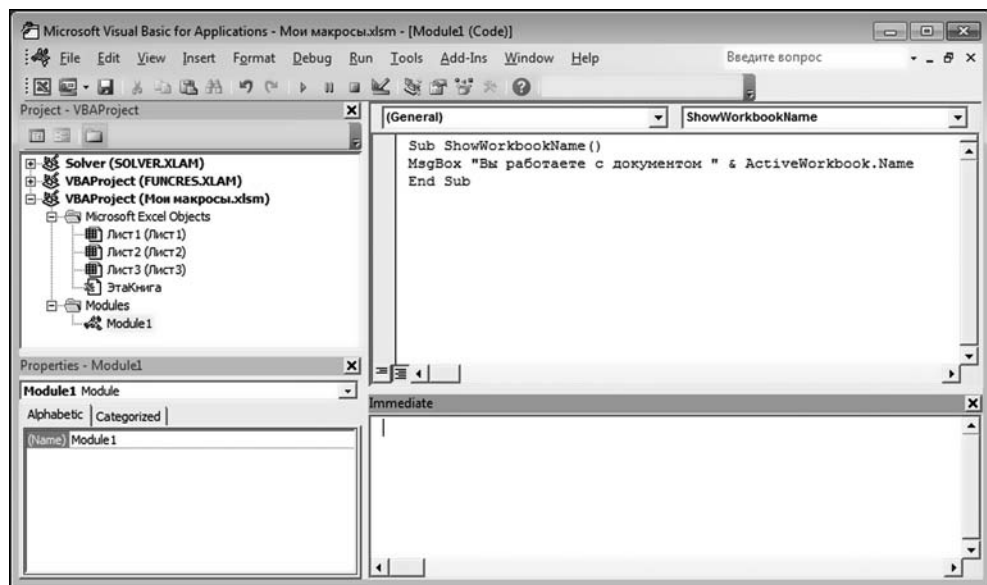 Microsoft Visual Basic for Applications - Мои макросы.xlsm - [Module1 (Code)]
File Edit View Insert Format Debug Run Tools Add-Ins Window Help Введите вопрос
Project - VBAProject
Solver (SOLVER.XLAM)
VBAProject (FUNCRES.XLAM)
VBAProject (Мои макросы.xlsm)
Microsoft Excel Objects
Лист1 (Лист1)
Лист2 (Лист2)
Лист3 (Лист3)
ЭтаКнига
Modules
Module1
Properties - Module1
Module1 Module
Alphabetic Categorized
(Name) Module1
(General) ShowWorkbookName
Sub ShowWorkbookName()
MsgBox "Вы работаете с документом " & ActiveWorkbook.Name
End Sub
Immediate